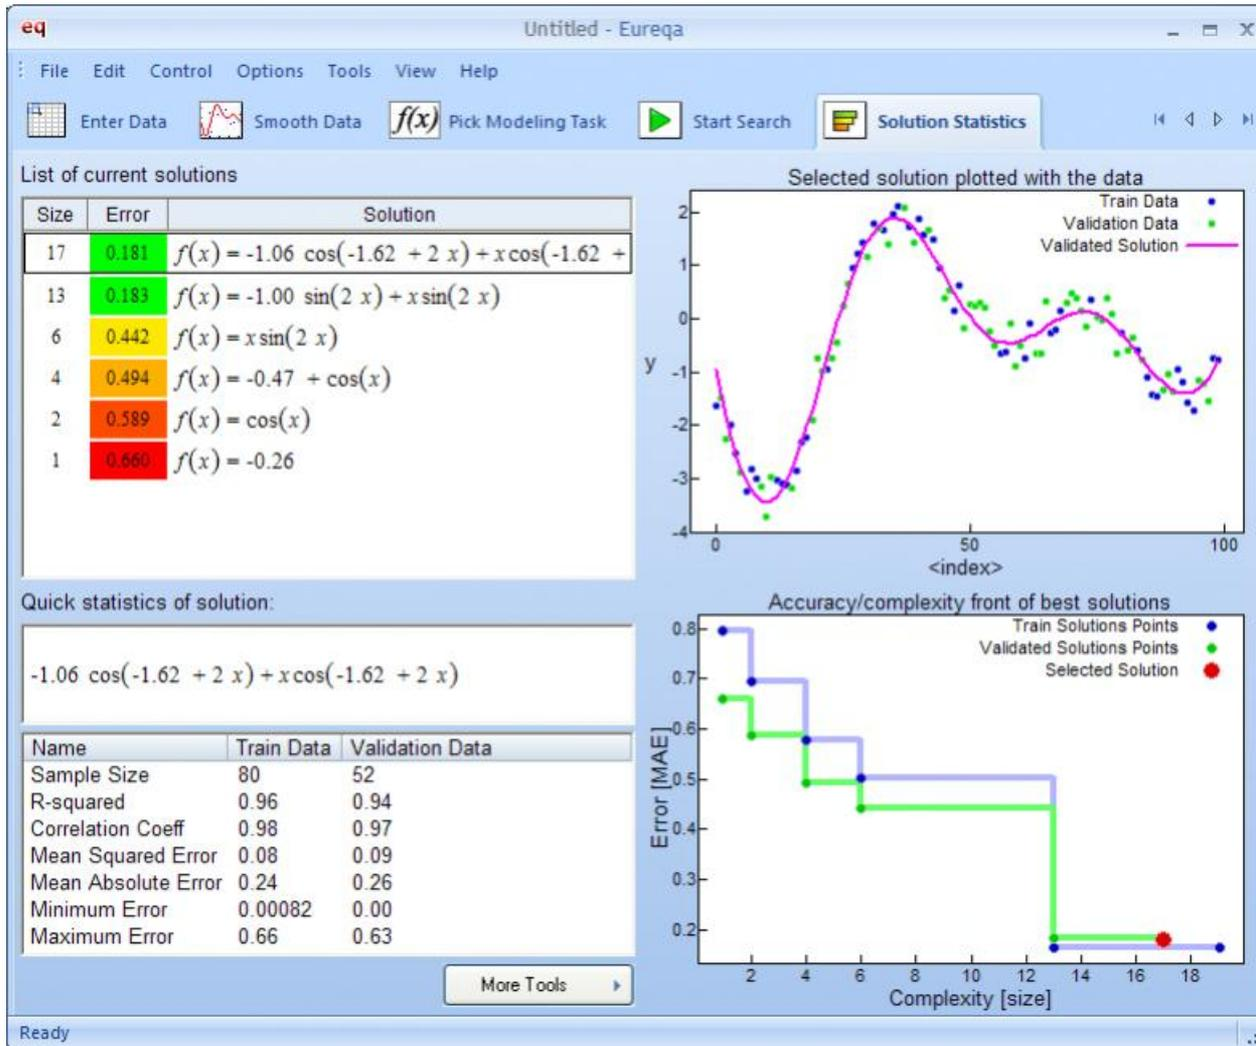 eq Untitled - Eureqa
File Edit Control Options Tools View Help
Enter Data Smooth Data f(x) Pick Modeling Task Start Search Solution Statistics
List of current solutions
Size Error Solution
17 0.181 f(x) = -1.06 cos(-1.62 + 2 x) + x cos(-1.62 +
13 0.183 f(x) = -1.00 sin(2 x) + x sin(2 x)
6 0.442 f(x) = x sin(2 x)
4 0.494 f(x) = -0.47 + cos(x)
2 0.589 f(x) = cos(x)
1 0.660 f(x) = -0.26
Selected solution plotted with the data
Train Data
Validation Data
Validated Solution
y
2
1
0
-1
-2
-3
-4
0 50 100
<index>
Quick statistics of solution:
-1.06 cos(-1.62 + 2 x) + x cos(-1.62 + 2 x)
Name Train Data Validation Data
Sample Size 80 52
R-squared 0.96 0.94
Correlation Coeff 0.98 0.97
Mean Squared Error 0.08 0.09
Mean Absolute Error 0.24 0.26
Minimum Error 0.00082 0.00
Maximum Error 0.66 0.63
More Tools
Accuracy/complexity front of best solutions
Train Solutions Points
Validated Solutions Points
Selected Solution
Error [MAE]
0.8
0.7
0.6
0.5
0.4
0.3
0.2
2 4 6 8 10 12 14 16 18
Complexity [size]
Ready